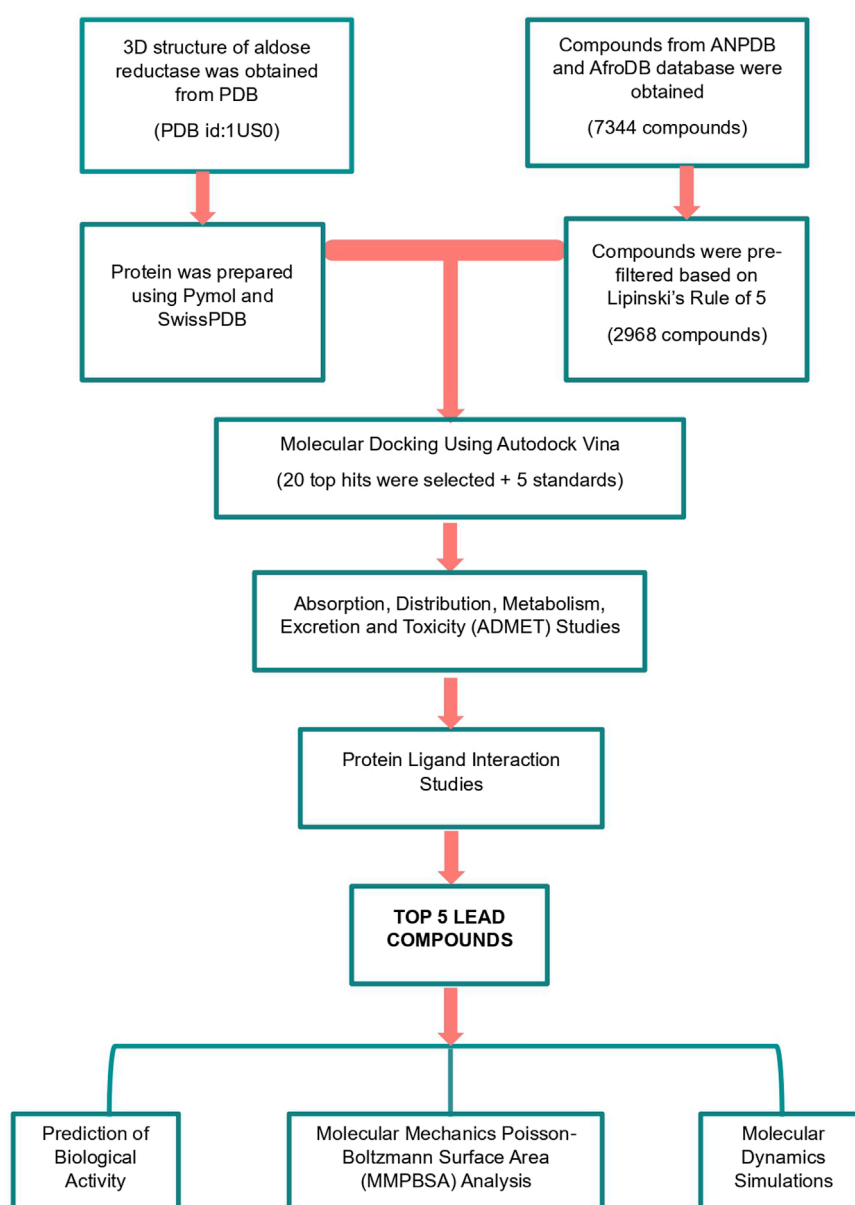 3D structure of aldose
reductase was obtained
from PDB
(PDB id:1US0)
Compounds from ANPDB
and AfroDB database were
obtained
(7344 compounds)
Protein was prepared
using Pymol and
SwissPDB
Compounds were pre-
filtered based on
Lipinski's Rule of 5
(2968 compounds)
Molecular Docking Using Autodock Vina
(20 top hits were selected + 5 standards)
Absorption, Distribution, Metabolism,
Excretion and Toxicity (ADMET) Studies
Protein Ligand Interaction
Studies
TOP 5 LEAD
COMPOUNDS
Prediction of
Biological
Activity
Molecular Mechanics Poisson-
Boltzmann Surface Area
(MMPBSA) Analysis
Molecular
Dynamics
Simulations